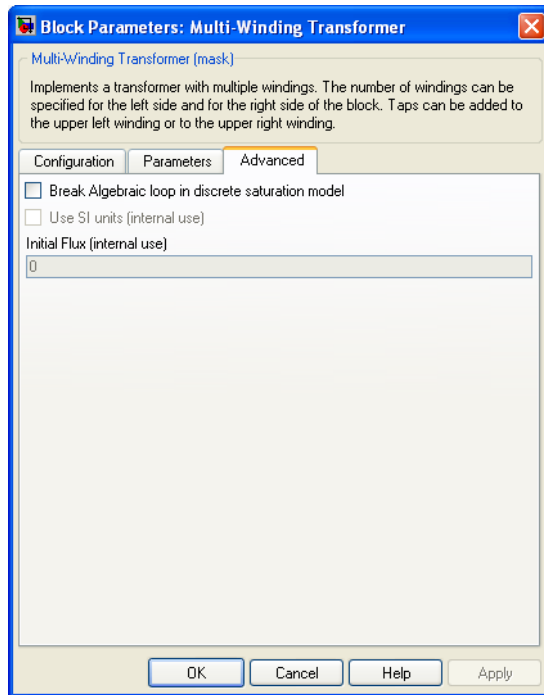 Block Parameters: Multi-Winding Transformer
Multi-Winding Transformer (mask)
Implements a transformer with multiple windings. The number of windings can be
specified for the left side and for the right side of the block. Taps can be added to
the upper left winding or to the upper right winding.
Configuration Parameters Advanced
Break Algebraic loop in discrete saturation model
Use SI units (internal use)
Initial Flux (internal use)
0
OK Cancel Help Apply